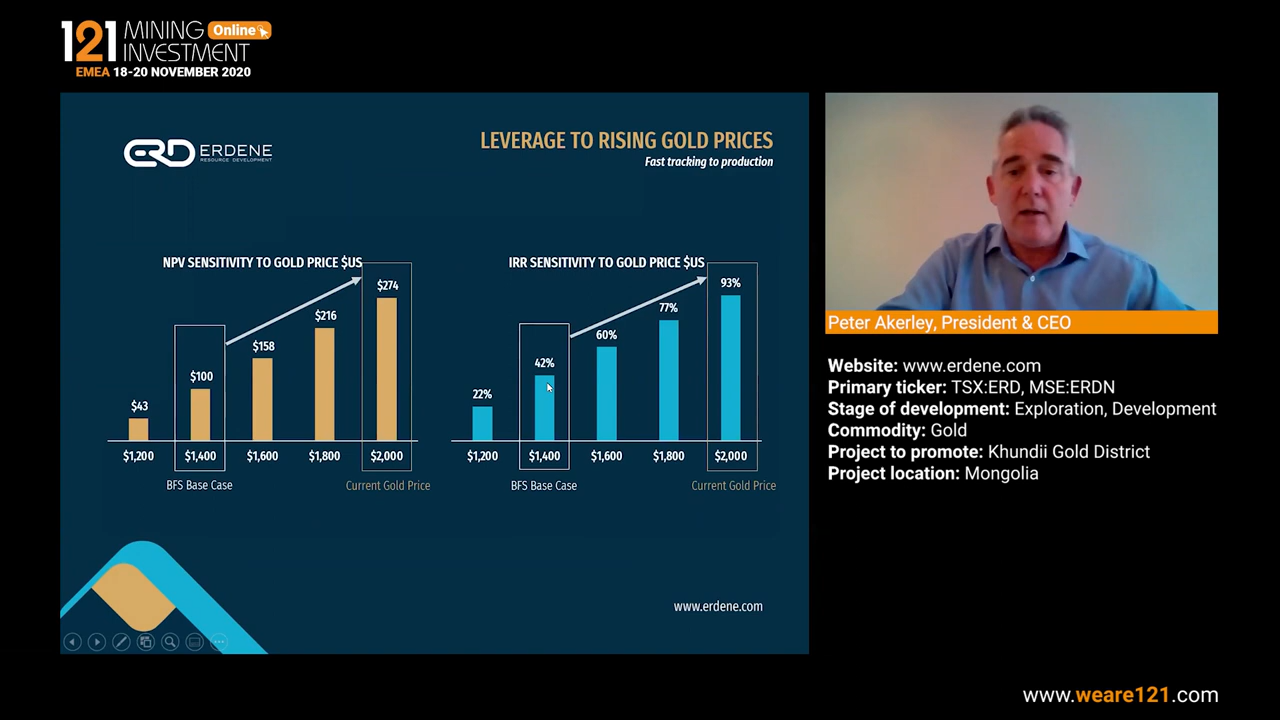 121 MINING INVESTMENT Online
EMEA 18-20 NOVEMBER 2020
ERD ERDENE
RESOURCE DEVELOPMENT
LEVERAGE TO RISING GOLD PRICES
Fast tracking to production
NPV SENSITIVITY TO GOLD PRICE $US
$43
$100
$158
$216
$274
$1,200
$1,400
$1,600
$1,800
$2,000
BFS Base Case
Current Gold Price
IRR SENSITIVITY TO GOLD PRICE $US
22%
42%
60%
77%
93%
$1,200
$1,400
$1,600
$1,800
$2,000
BFS Base Case
Current Gold Price
www.erdene.com
Peter Akerley, President & CEO
Website: www.erdene.com
Primary ticker: TSX:ERD, MSE:ERDN
Stage of development: Exploration, Development
Commodity: Gold
Project to promote: Khundii Gold District
Project location: Mongolia
www.weare121.com